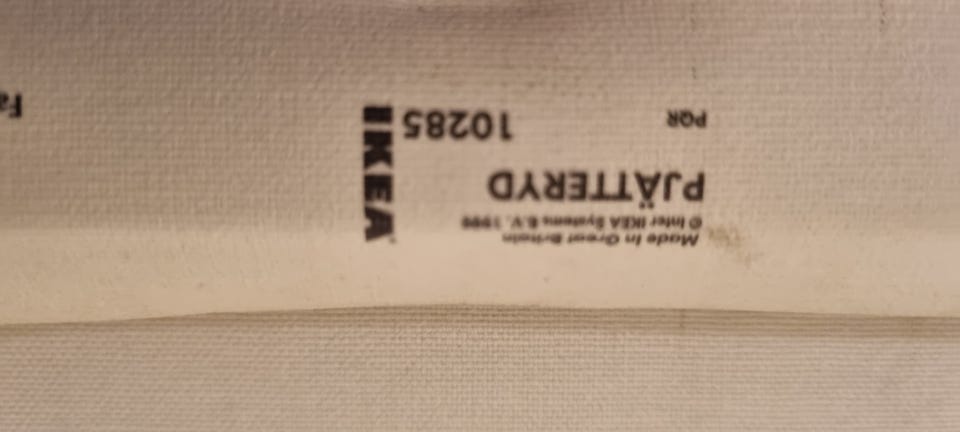 Made in Great Britain
© Inter IKEA Systems B.V. 1999
PJÄTTERYD
PQR
10285
IKEA